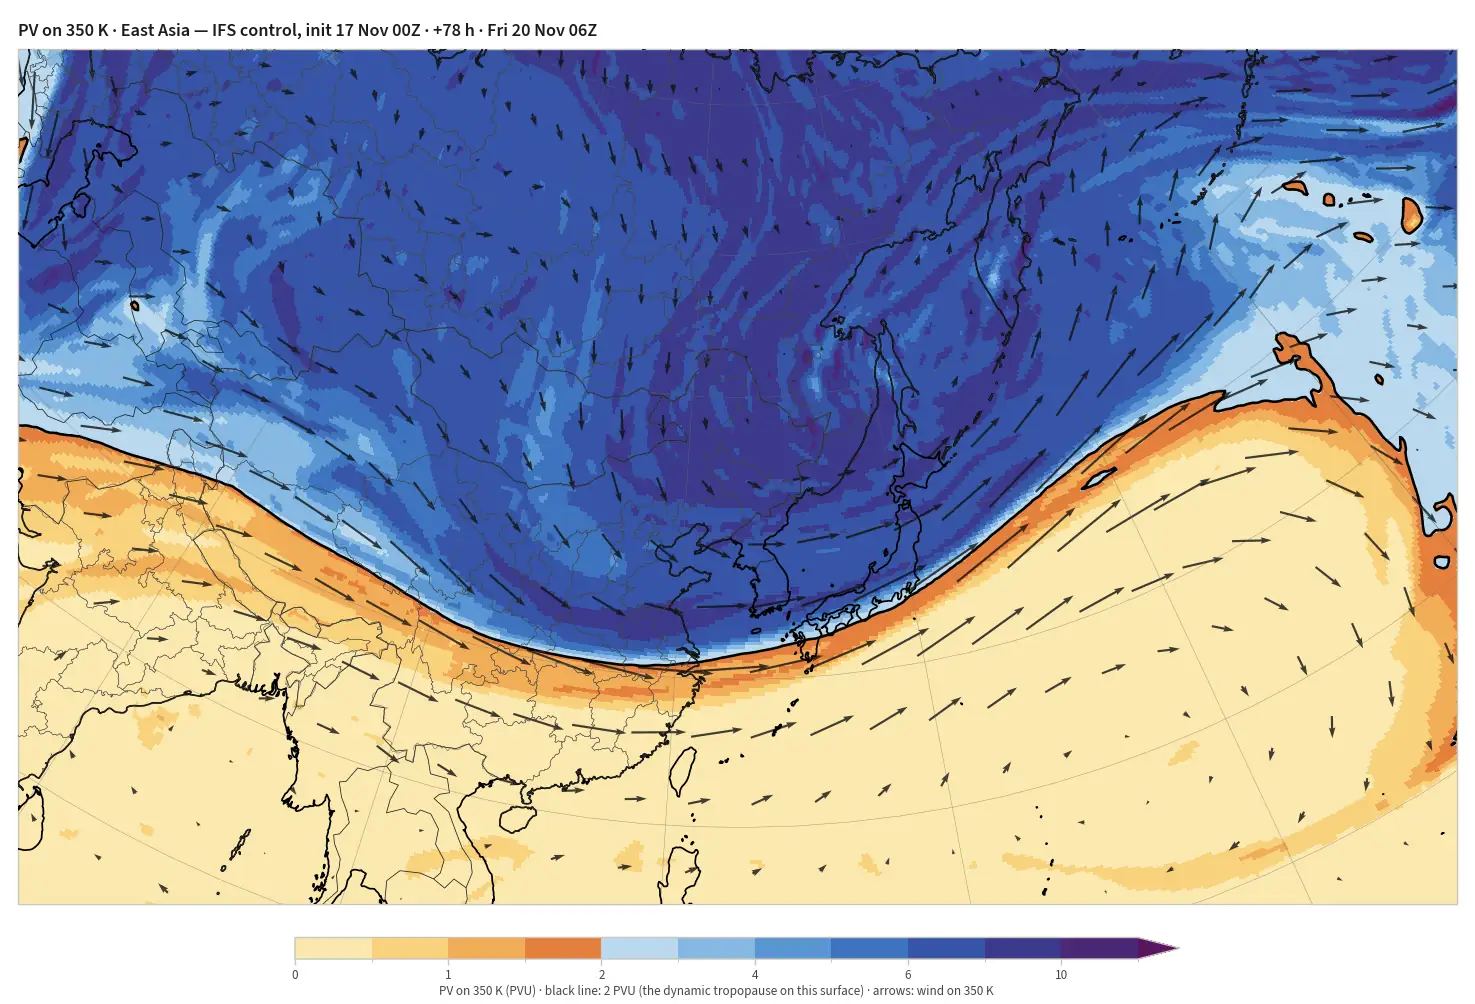 PV on 350 K · East Asia — IFS control, init 17 Nov 00Z · +78 h · Fri 20 Nov 06Z
0 1 2 4 6 10
PV on 350 K (PVU) · black line: 2 PVU (the dynamic tropopause on this surface) · arrows: wind on 350 K